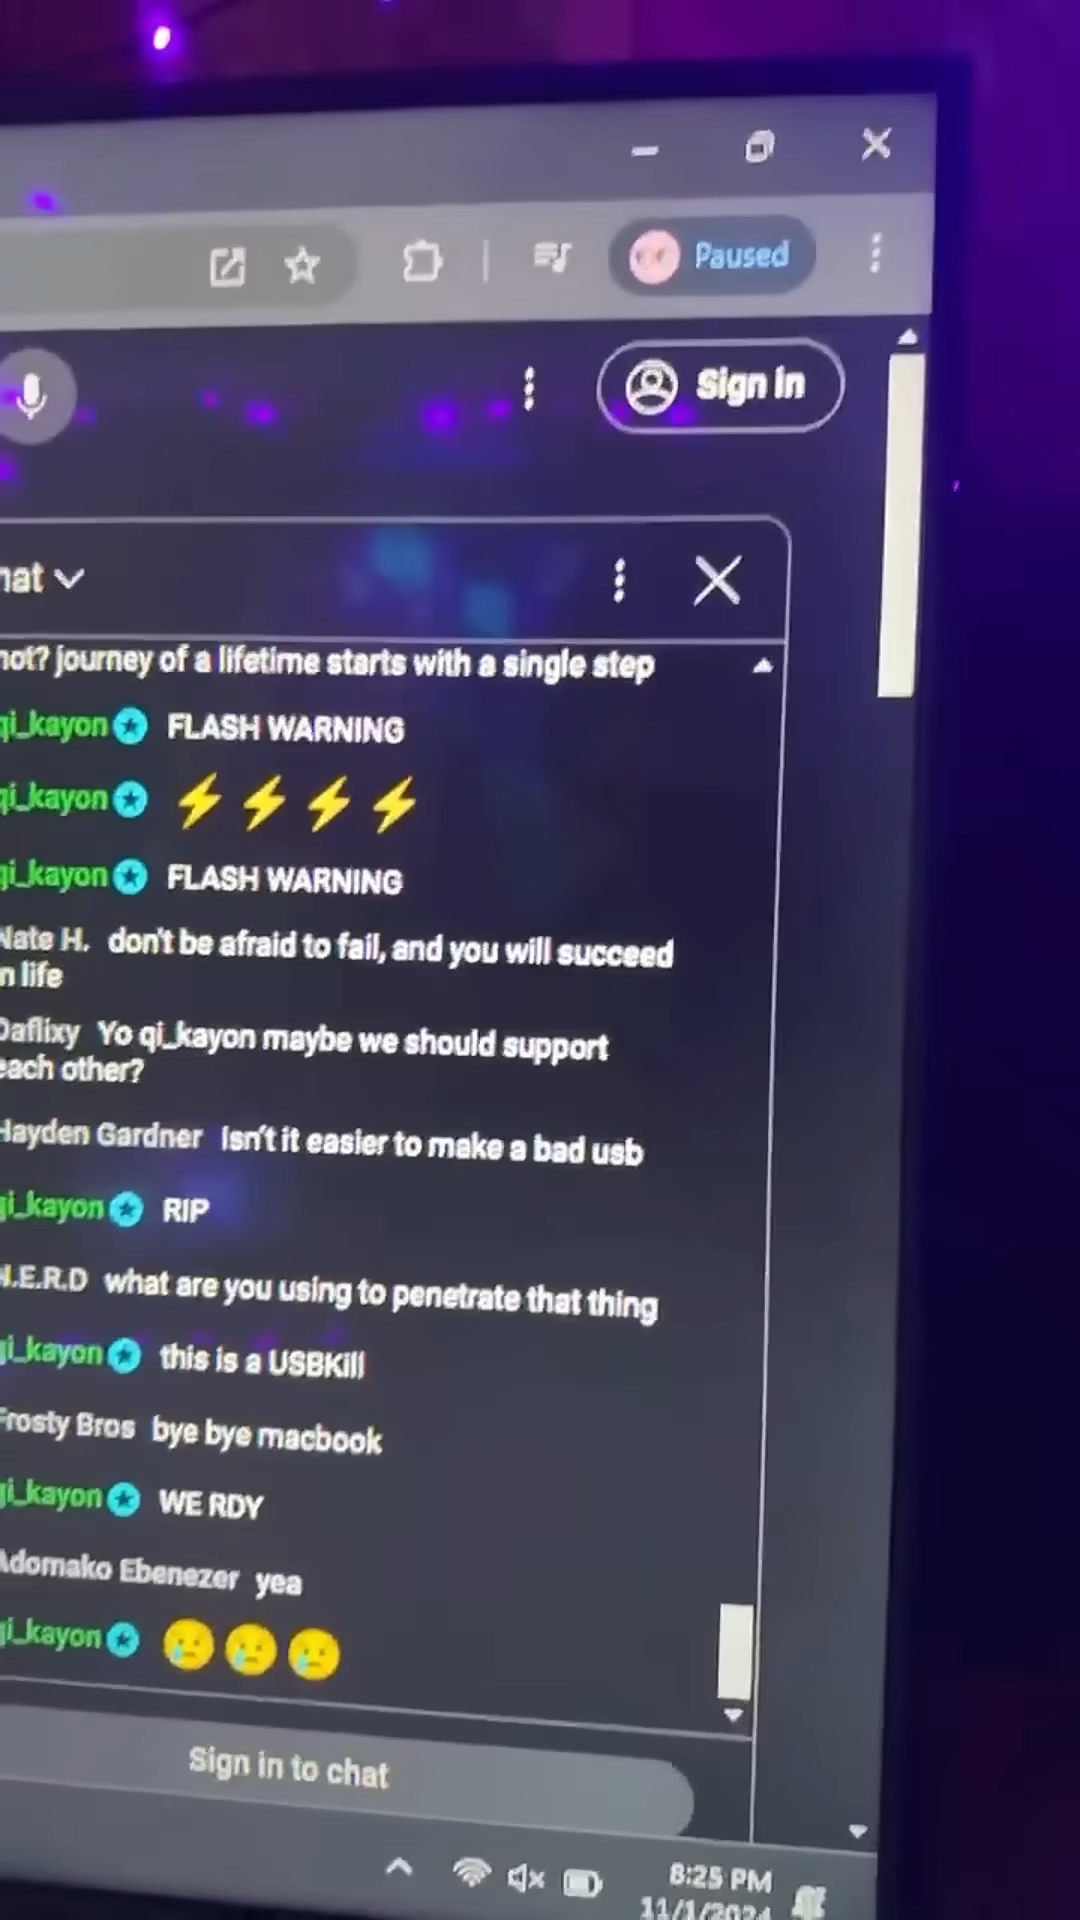 Paused
Sign in
hat
not? journey of a lifetime starts with a single step
qi_kayon FLASH WARNING
qi_kayon ⚡⚡⚡⚡
qi_kayon FLASH WARNING
Nate H. don't be afraid to fail, and you will succeed
n life
Daflixy Yo qi_kayon maybe we should support
each other?
Hayden Gardner Isn't it easier to make a bad usb
qi_kayon RIP
N.E.R.D what are you using to penetrate that thing
qi_kayon this is a USBKill
Frosty Bros bye bye macbook
qi_kayon WE RDY
Adomako Ebenezer yea
qi_kayon 😢😢😢
Sign in to chat
8:25 PM
11/1/2024